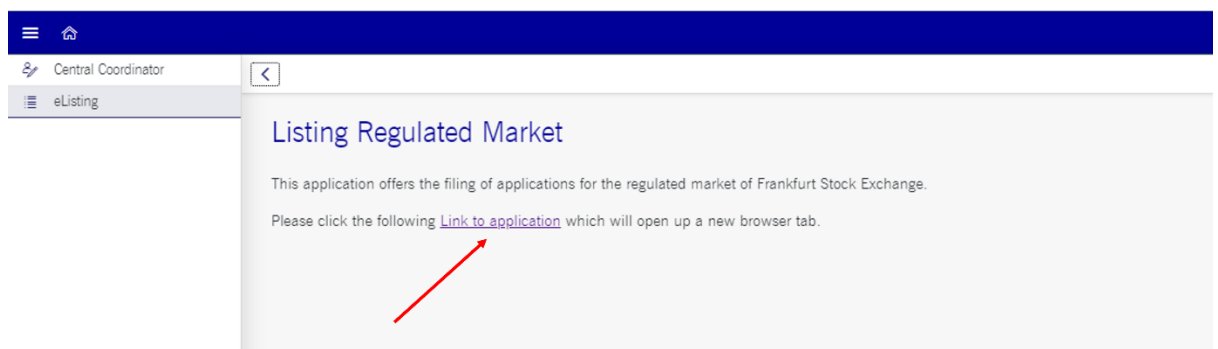 Central Coordinator
eListing
Listing Regulated Market
This application offers the filing of applications for the regulated market of Frankfurt Stock Exchange.
Please click the following Link to application which will open up a new browser tab.